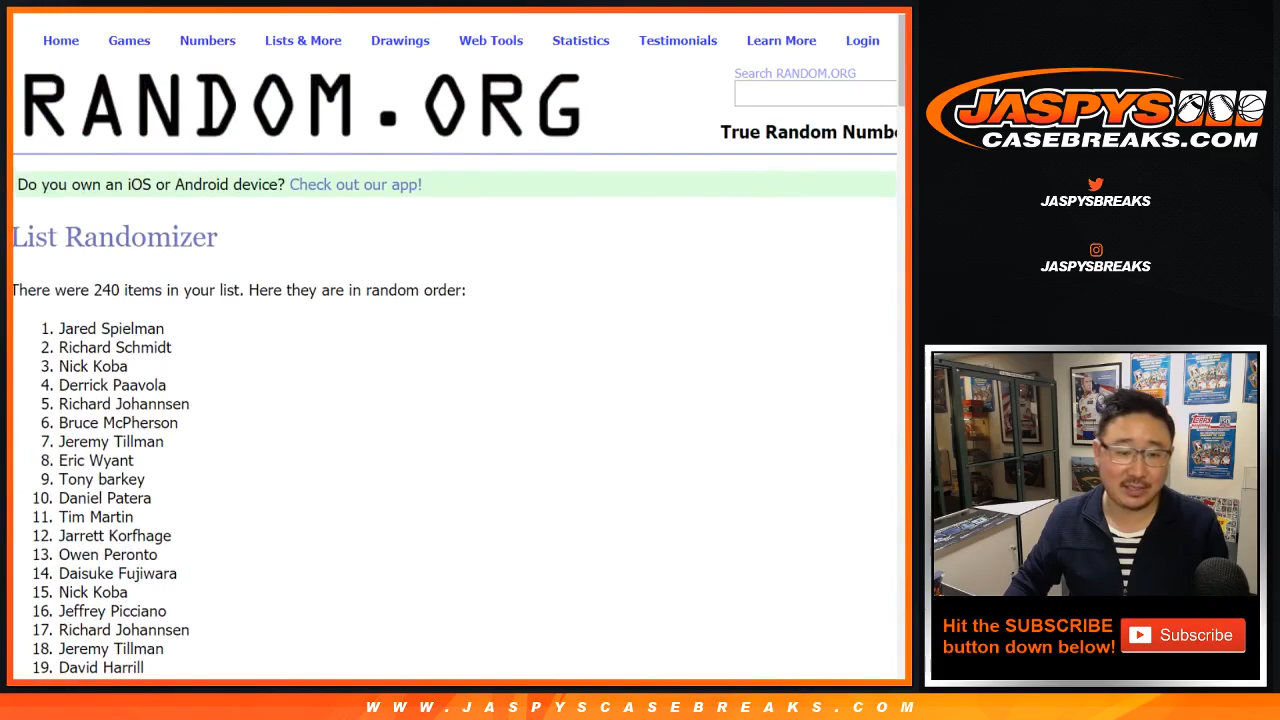 Home Games Numbers Lists & More Drawings Web Tools Statistics Testimonials Learn More Login
RANDOM.ORG
Search RANDOM.ORG
True Random Numbe
Do you own an iOS or Android device? Check out our app!
List Randomizer
There were 240 items in your list. Here they are in random order:
1. Jared Spielman
2. Richard Schmidt
3. Nick Koba
4. Derrick Paavola
5. Richard Johannsen
6. Bruce McPherson
7. Jeremy Tillman
8. Eric Wyant
9. Tony barkey
10. Daniel Patera
11. Tim Martin
12. Jarrett Korfhage
13. Owen Peronto
14. Daisuke Fujiwara
15. Nick Koba
16. Jeffrey Picciano
17. Richard Johannsen
18. Jeremy Tillman
19. David Harrill
JASPYS
CASEBREAKS.COM
JASPYSBREAKS
JASPYSBREAKS
topps
Hit the SUBSCRIBE
button down below!
Subscribe
WWW.JASPYSCASEBREAKS.COM